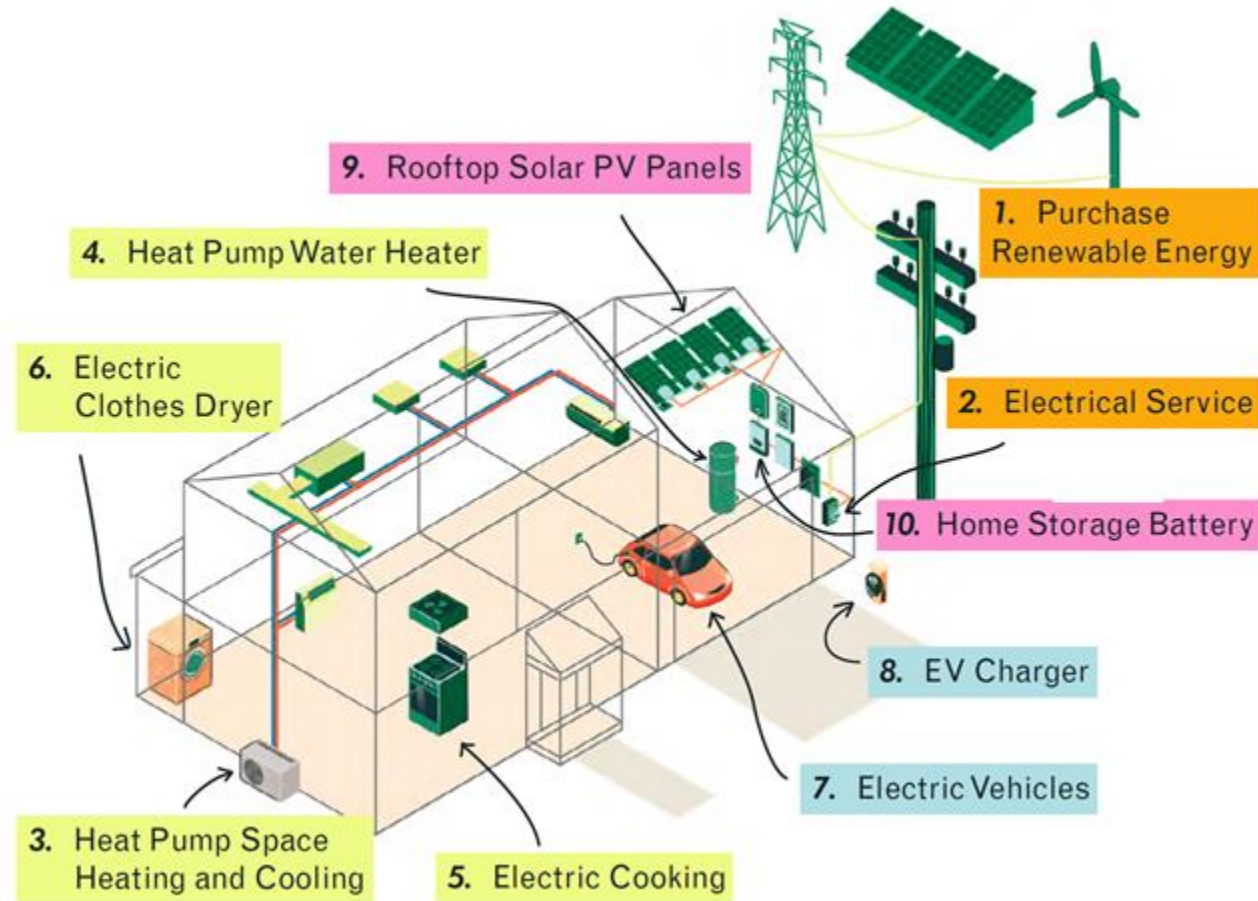 9. Rooftop Solar PV Panels
1. Purchase
Renewable Energy
4. Heat Pump Water Heater
6. Electric
Clothes Dryer
2. Electrical Service
10. Home Storage Battery
8. EV Charger
7. Electric Vehicles
3. Heat Pump Space
Heating and Cooling
5. Electric Cooking